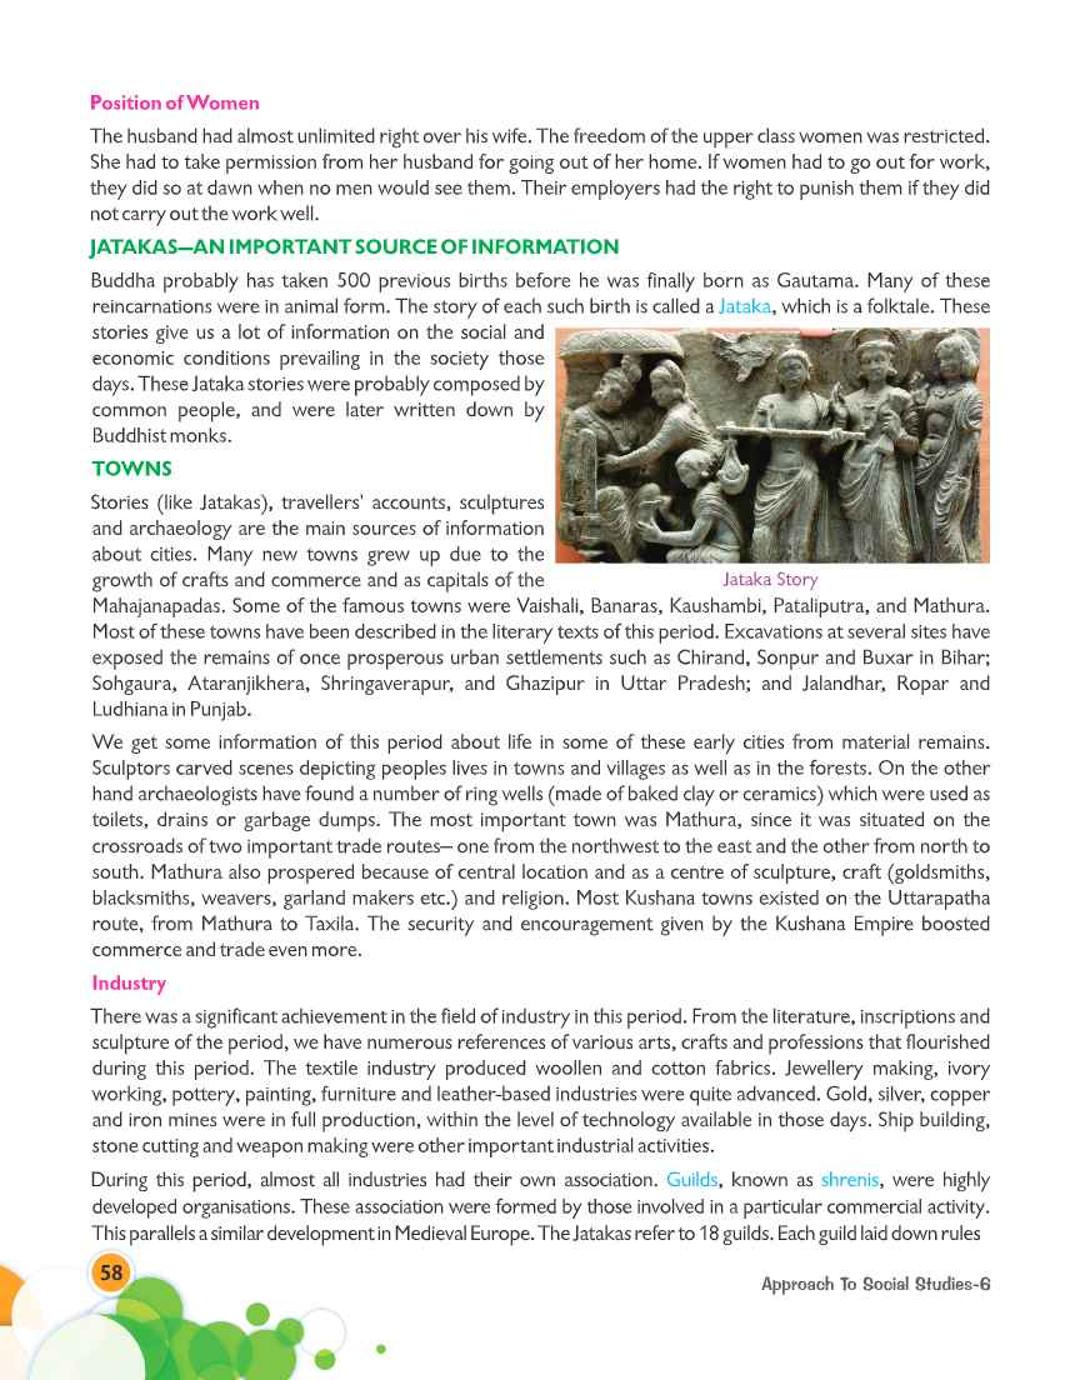 Position of Women
The husband had almost unlimited right over his wife. The freedom of the upper class women was restricted.
She had to take permission from her husband for going out of her home. If women had to go out for work,
they did so at dawn when no men would see them. Their employers had the right to punish them if they did
not carry out the work well.
JATAKAS—AN IMPORTANT SOURCE OF INFORMATION
Buddha probably has taken 500 previous births before he was finally born as Gautama. Many of these
reincarnations were in animal form. The story of each such birth is called a Jataka, which is a folktale. These
stories give us a lot of information on the social and
economic conditions prevailing in the society those
days. These Jataka stories were probably composed by
common people, and were later written down by
Buddhist monks.
TOWNS
Stories (like Jatakas), travellers' accounts, sculptures
and archaeology are the main sources of information
about cities. Many new towns grew up due to the
growth of crafts and commerce and as capitals of the
Jataka Story
Mahajanapadas. Some of the famous towns were Vaishali, Banaras, Kaushambi, Pataliputra, and Mathura.
Most of these towns have been described in the literary texts of this period. Excavations at several sites have
exposed the remains of once prosperous urban settlements such as Chirand, Sonpur and Buxar in Bihar;
Sohgaura, Ataranjikhera, Shringaverapur, and Ghazipur in Uttar Pradesh; and Jalandhar, Ropar and
Ludhiana in Punjab.
We get some information of this period about life in some of these early cities from material remains.
Sculptors carved scenes depicting peoples lives in towns and villages as well as in the forests. On the other
hand archaeologists have found a number of ring wells (made of baked clay or ceramics) which were used as
toilets, drains or garbage dumps. The most important town was Mathura, since it was situated on the
crossroads of two important trade routes– one from the northwest to the east and the other from north to
south. Mathura also prospered because of central location and as a centre of sculpture, craft (goldsmiths,
blacksmiths, weavers, garland makers etc.) and religion. Most Kushana towns existed on the Uttarapatha
route, from Mathura to Taxila. The security and encouragement given by the Kushana Empire boosted
commerce and trade even more.
Industry
There was a significant achievement in the field of industry in this period. From the literature, inscriptions and
sculpture of the period, we have numerous references of various arts, crafts and professions that flourished
during this period. The textile industry produced woollen and cotton fabrics. Jewellery making, ivory
working, pottery, painting, furniture and leather-based industries were quite advanced. Gold, silver, copper
and iron mines were in full production, within the level of technology available in those days. Ship building,
stone cutting and weapon making were other important industrial activities.
During this period, almost all industries had their own association. Guilds, known as shrenis, were highly
developed organisations. These association were formed by those involved in a particular commercial activity.
This parallels a similar development in Medieval Europe. The Jatakas refer to 18 guilds. Each guild laid down rules
58
Approach To Social Studies-6